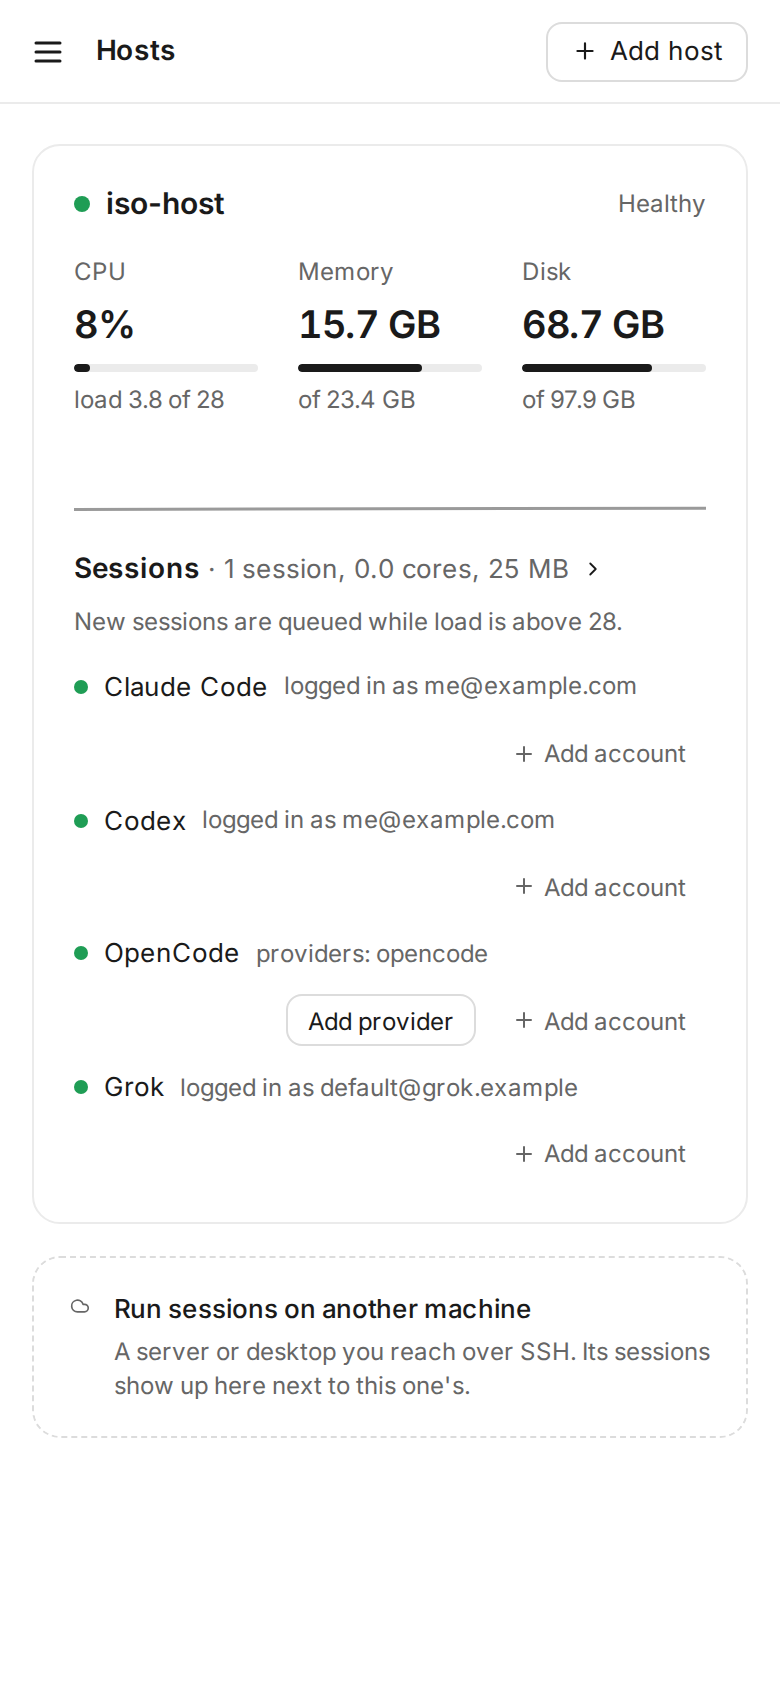 Hosts
Add host
iso-host
Healthy
CPU
Memory
Disk
8%
15.7 GB
68.7 GB
load 3.8 of 28
of 23.4 GB
of 97.9 GB
Sessions · 1 session, 0.0 cores, 25 MB
New sessions are queued while load is above 28.
Claude Code logged in as me@example.com
Add account
Codex logged in as me@example.com
Add account
OpenCode providers: opencode
Add provider
Add account
Grok logged in as default@grok.example
Add account
Run sessions on another machine
A server or desktop you reach over SSH. Its sessions
show up here next to this one's.